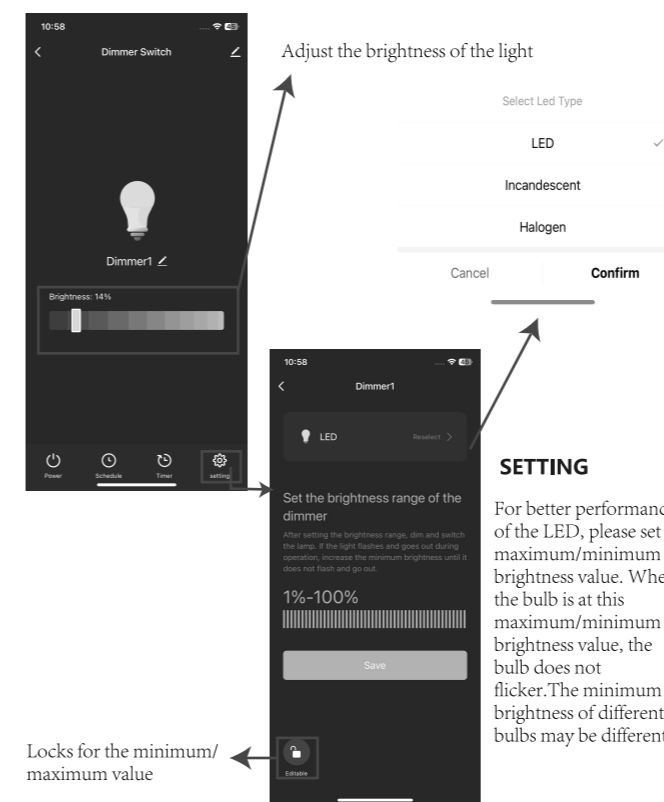 10:58
Dimmer Switch
Adjust the brightness of the light
Dimmer1
Brightness: 14%
Power
Schedule
Timer
setting
Select Led Type
LED
Incandescent
Halogen
Cancel
Confirm
10:58
Dimmer1
LED
Reselect
Set the brightness range of the
dimmer
After setting the brightness range, dim and switch
the lamp. If the light flashes and goes out during
operation, increase the minimum brightness until it
does not flash and go out.
1%-100%
Save
Editable
SETTING
For better performanc
of the LED, please set
maximum/minimum
brightness value. Whe
the bulb is at this
maximum/minimum
brightness value, the
bulb does not
flicker.The minimum
brightness of different
bulbs may be different
Locks for the minimum/
maximum value